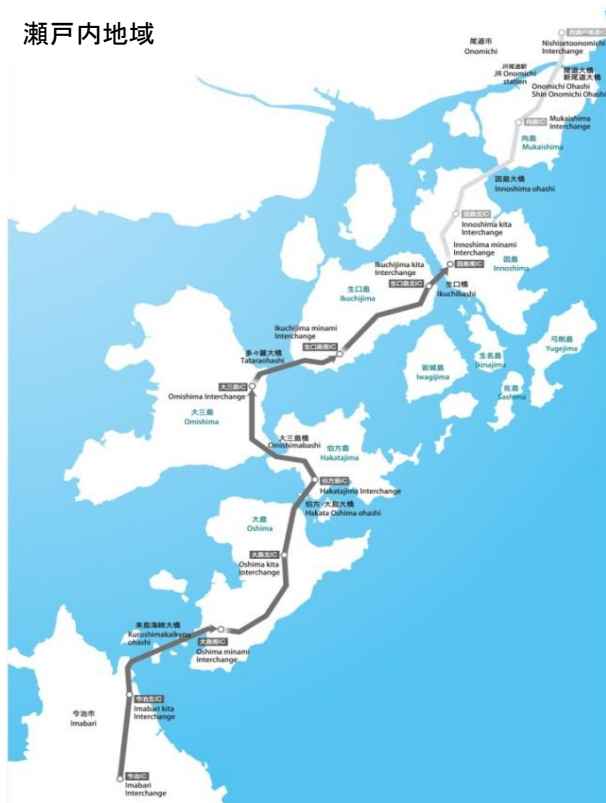 瀬戸内地域
西瀬戸尾道IC
Nishisetoonomichi
Interchange
尾道市
Onomichi
JR尾道駅
JR Onomichi
station
尾道大橋
新尾道大橋
Onomichi Ohashi
Shin Onomichi Ohashi
向島IC
Mukaishima
Interchange
向島
Mukaishima
因島大橋
Innoshima ohashi
因島北IC
Innoshima kita
Interchange
Innoshima minami
Interchange
因島南IC
因島
Innoshima
Ikuchijima kita
Interchange
生口島北IC
生口橋
Ikuchibashi
生口島
Ikuchijima
Ikuchijima minami
Interchange
生口島南IC
多々羅大橋
Tataraohashi
弓削島
Yugejima
生名島
Ikinajima
岩城島
Iwagijima
佐島
Sashima
大三島IC
Omishima Interchange
大三島
Omishima
大三島橋
Omishimabashi
伯方島
Hakatajima
伯方島IC
Hakatajima Interchange
伯方・大島大橋
Hakata Oshima ohashi
大島
Oshima
大島北IC
Oshima kita
Interchange
来島海峡大橋
Kurushimakaikyou
ohashi
大島南IC
Oshima minami
Interchange
今治北IC
Imabari kita
Interchange
今治市
Imabari
今治IC
Imabari
Interchange